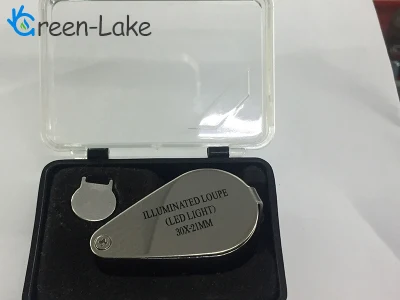 Green-Lake
ILLUMINATED LOUPE
(LED LIGHT)
30X-21MM